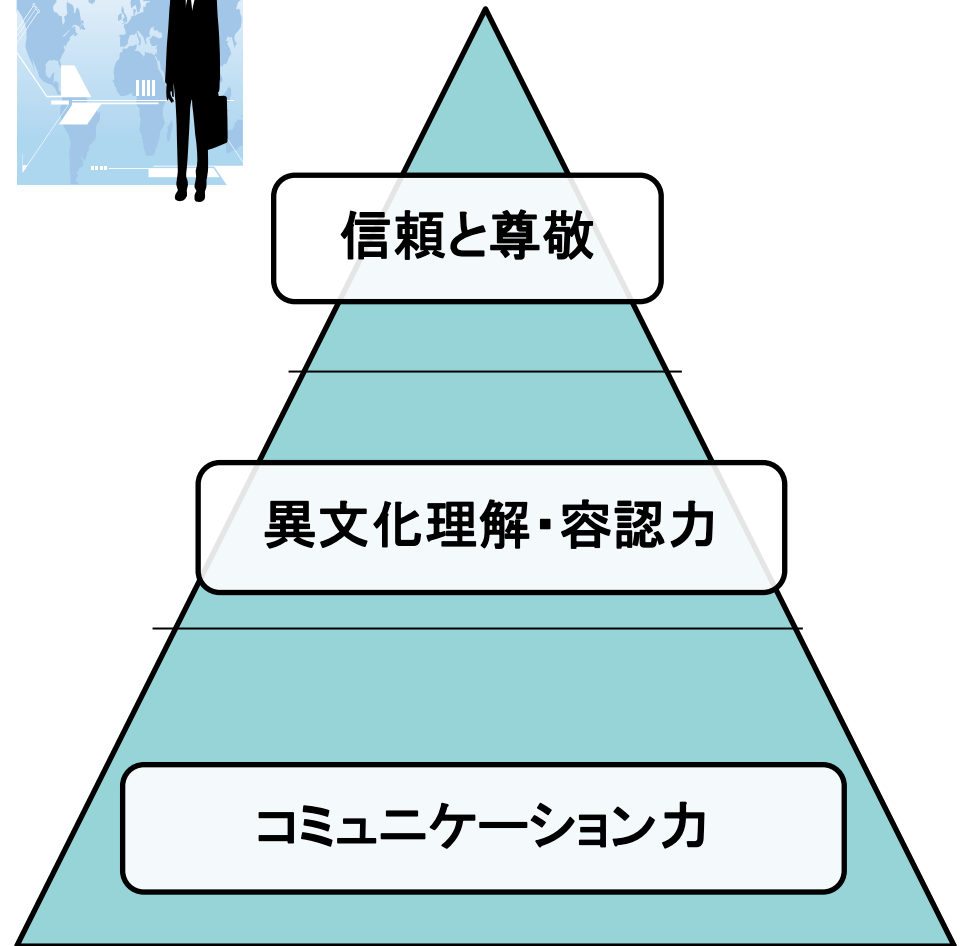 信頼と尊敬
異文化理解・容認力
コミュニケーション力